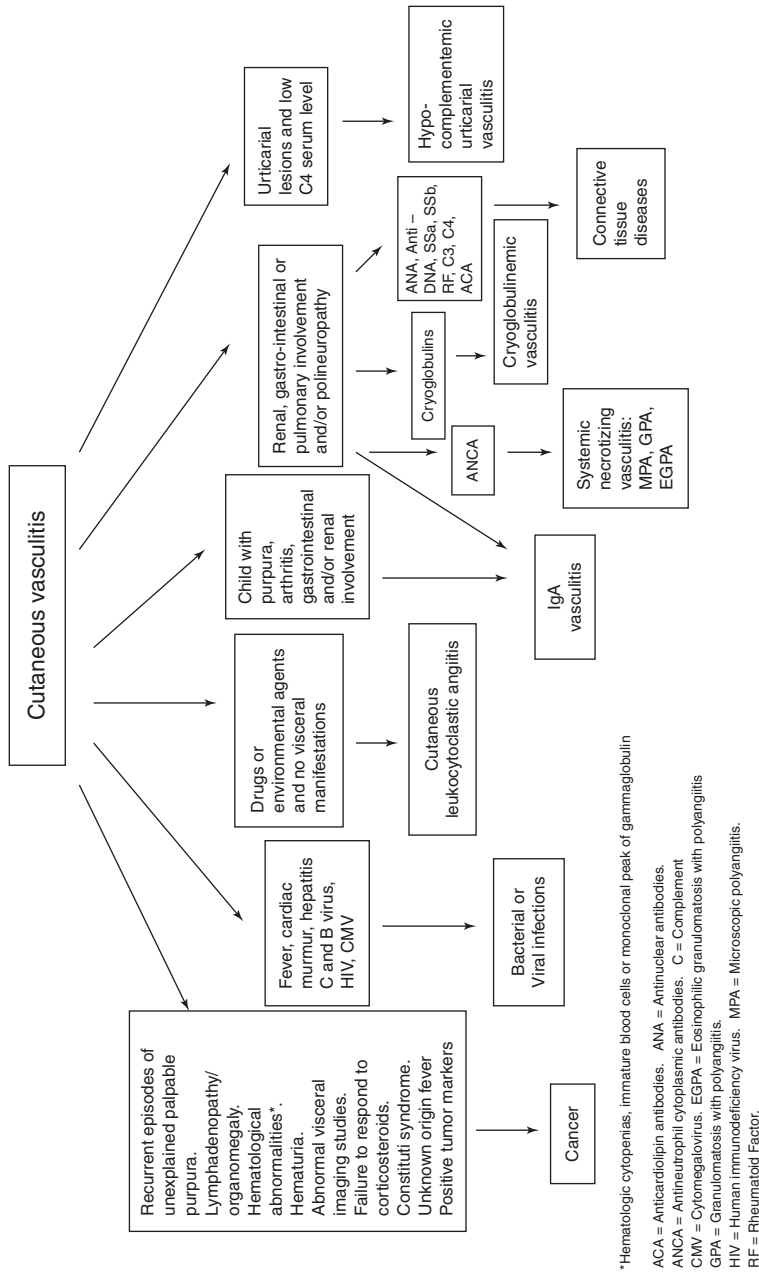 Cutaneous vasculitis
Recurrent episodes of
unexplained palpable
purpura.
Lymphadenopathy/
organomegaly.
Hematological
abnormalities*.
Hematuria.
Abnormal visceral
imaging studies.
Failure to respond to
corticosteroids.
Constituti syndrome.
Unknown origin fever
Positive tumor markers
Cancer
Fever, cardiac
murmur, hepatitis
C and B virus,
HIV, CMV
Bacterial or
Viral infections
Drugs or
environmental agents
and no visceral
manifestations
Cutaneous
leukocytoclastic angiitis
Child with
purpura,
arthritis,
gastrointestinal
and/or renal
involvement
IgA
vasculitis
Renal, gastro-intestinal or
pulmonary involvement
and/or polineuropathy
ANCA
Systemic
necrotizing
vasculitis:
MPA, GPA,
EGPA
Cryoglobulins
Cryoglobulinemic
vasculitis
ANA, Anti –
DNA, SSa, SSb,
RF, C3, C4,
ACA
Connective
tissue
diseases
Urticarial
lesions and low
C4 serum level
Hypo-
complementemic
urticarial
vasculitis
*Hematologic cytopenias, immature blood cells or monoclonal peak of gammaglobulin
ACA = Anticardiolipin antibodies. ANA = Antinuclear antibodies.
ANCA = Antineutrophil cytoplasmic antibodies. C = Complement
CMV = Cytomegalovirus. EGPA = Eosinophilic granulomatosis with polyangiitis
GPA = Granulomatosis with polyangiitis.
HIV = Human immunodeficiency virus. MPA = Microscopic polyangiitis.
RF = Rheumatoid Factor.